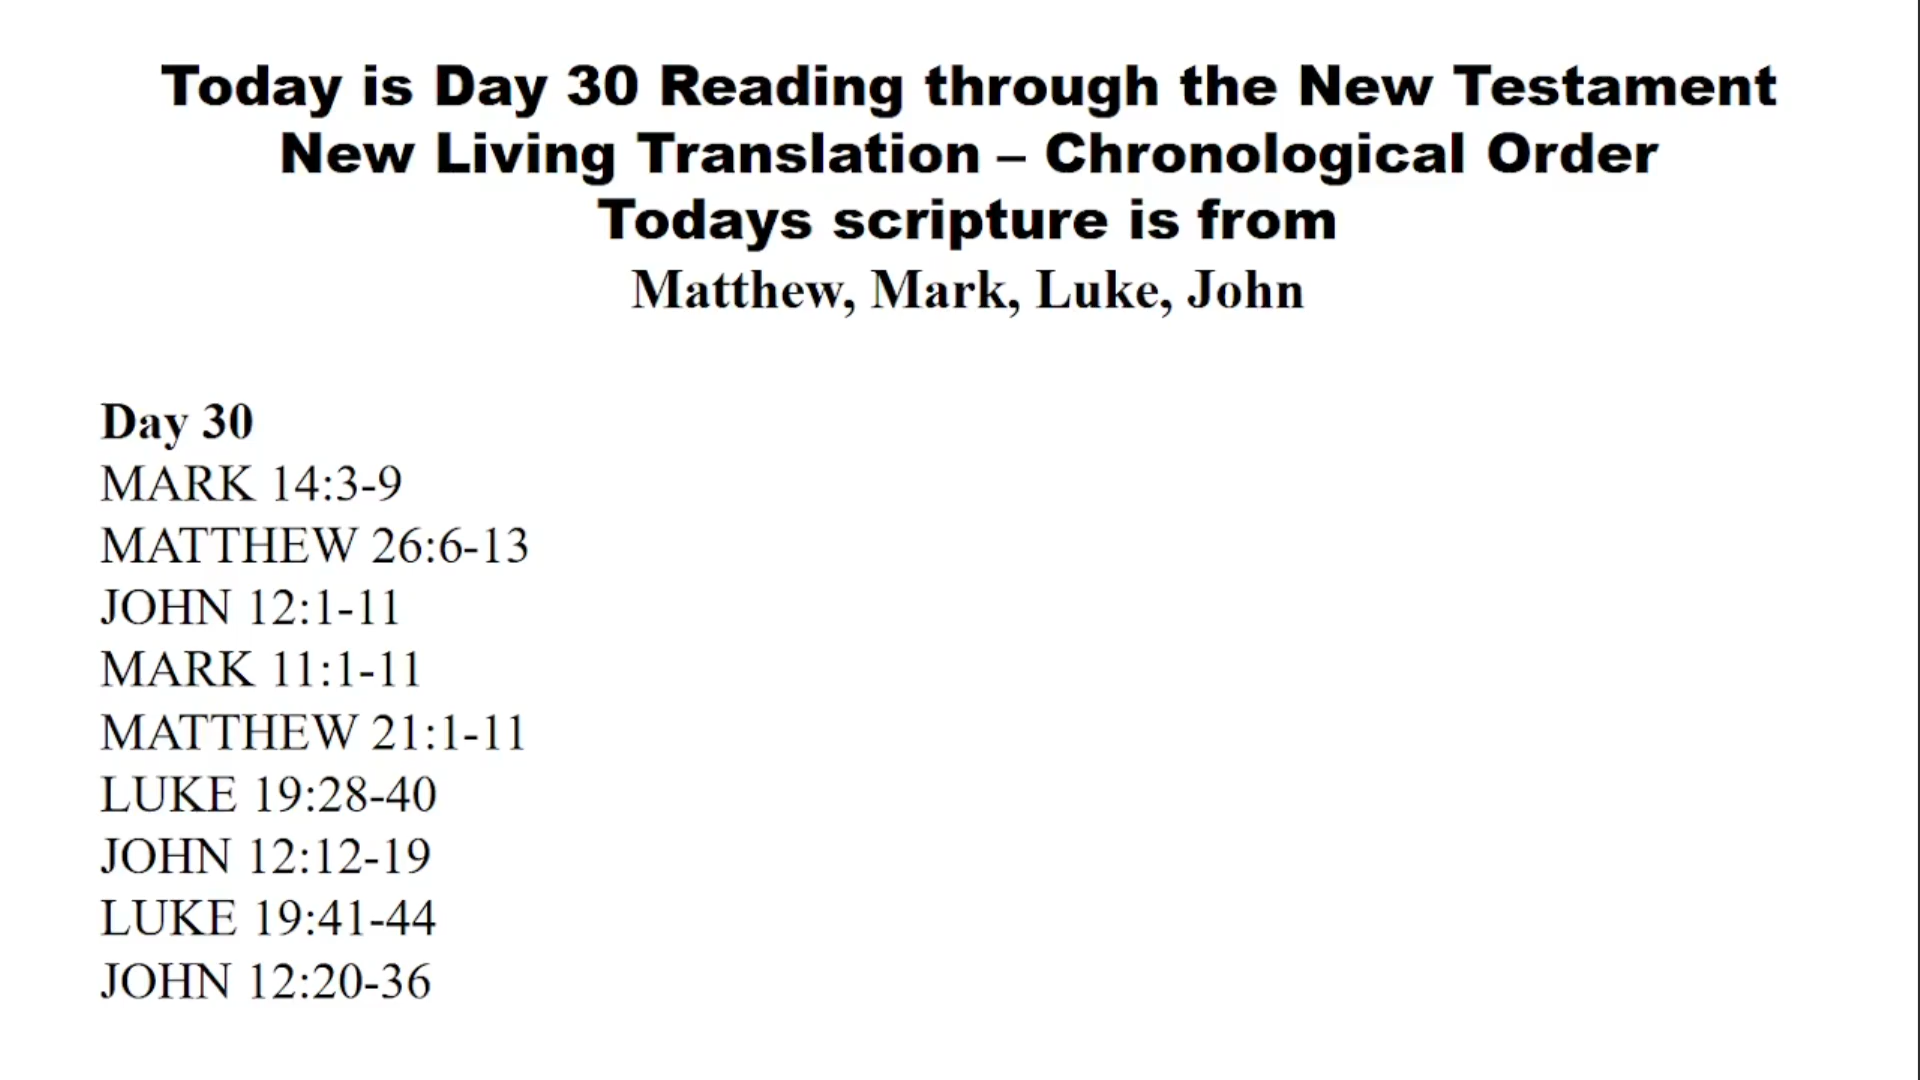 Today is Day 30 Reading through the New Testament
New Living Translation – Chronological Order
Todays scripture is from
Matthew, Mark, Luke, John
Day 30
MARK 14:3-9
MATTHEW 26:6-13
JOHN 12:1-11
MARK 11:1-11
MATTHEW 21:1-11
LUKE 19:28-40
JOHN 12:12-19
LUKE 19:41-44
JOHN 12:20-36